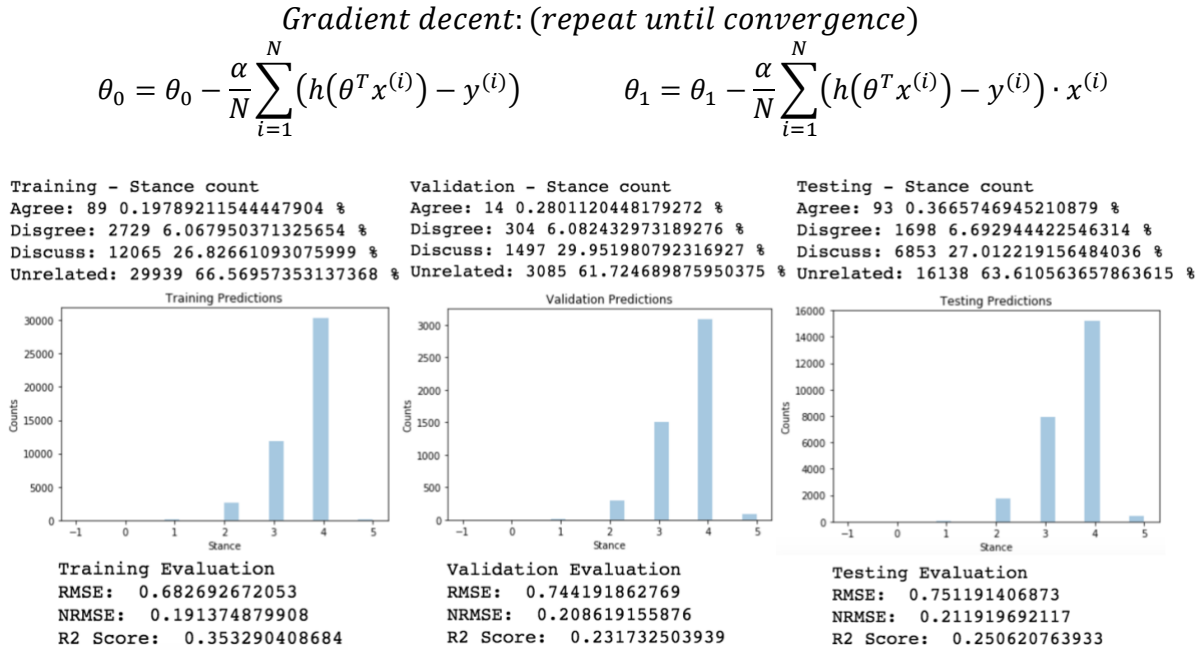 Gradient decent: (repeat until convergence)
θ₀ = θ₀ − α/N ∑_{i=1}^{N} (h(θᵀx⁽ⁱ⁾) − y⁽ⁱ⁾)
θ₁ = θ₁ − α/N ∑_{i=1}^{N} (h(θᵀx⁽ⁱ⁾) − y⁽ⁱ⁾) · x⁽ⁱ⁾
Training - Stance count
Agree: 89 0.19789211544447904 %
Disgree: 2729 6.067950371325654 %
Discuss: 12065 26.82661093075999 %
Unrelated: 29939 66.56957353137368 %
Validation - Stance count
Agree: 14 0.2801120448179272 %
Disgree: 304 6.082432973189276 %
Discuss: 1497 29.951980792316927 %
Unrelated: 3085 61.724689875950375 %
Testing - Stance count
Agree: 93 0.3665746945210879 %
Disgree: 1698 6.692944422546314 %
Discuss: 6853 27.012219156484036 %
Unrelated: 16138 63.610563657863615 %
Training Predictions
30000
25000
20000
15000
10000
5000
0
Counts
-1 0 1 2 3 4 5
Stance
Validation Predictions
3000
2500
2000
1500
1000
500
0
Counts
-1 0 1 2 3 4 5
Stance
Testing Predictions
16000
14000
12000
10000
8000
6000
4000
2000
0
Counts
-1 0 1 2 3 4 5
Stance
Training Evaluation
RMSE: 0.682692672053
NRMSE: 0.191374879908
R2 Score: 0.353290408684
Validation Evaluation
RMSE: 0.744191862769
NRMSE: 0.208619155876
R2 Score: 0.231732503939
Testing Evaluation
RMSE: 0.751191406873
NRMSE: 0.211919692117
R2 Score: 0.250620763933